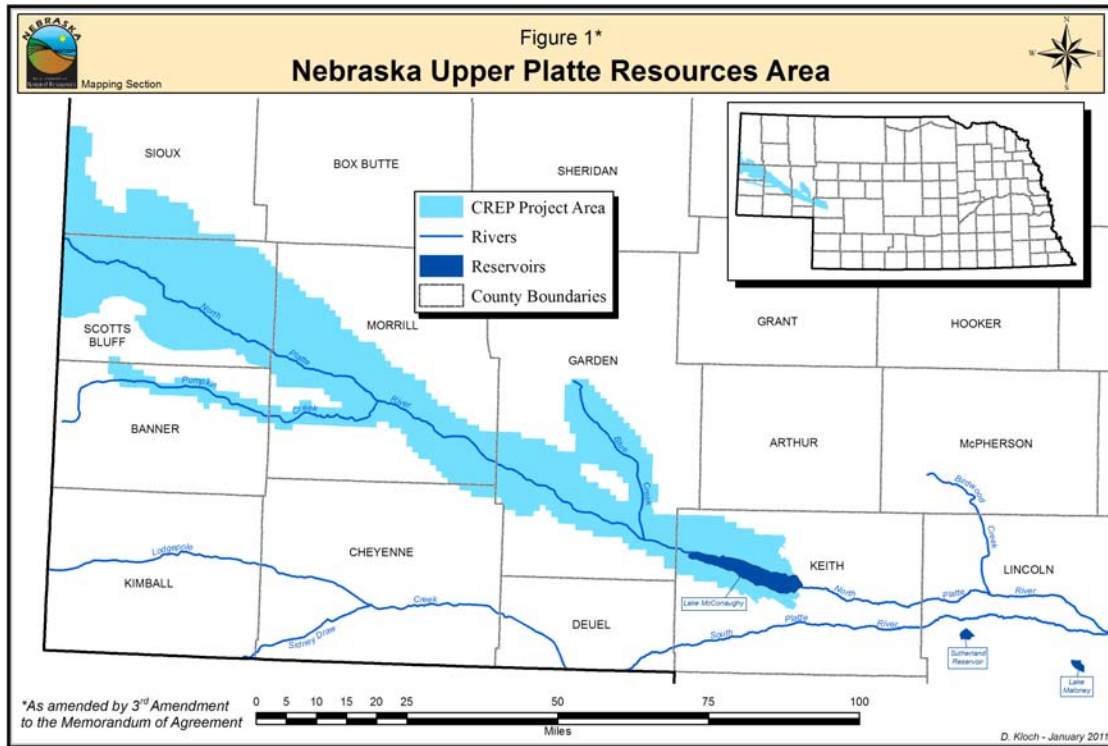 Figure 1*
Nebraska Upper Platte Resources Area
NEBRASKA
Natural Resources
Mapping Section
N
W
E
S
SIOUX
BOX BUTTE
SHERIDAN
CREP Project Area
Rivers
Reservoirs
County Boundaries
North
Platte
River
SCOTTS
BLUFF
MORRILL
GARDEN
GRANT
HOOKER
Pumpkin
Creek
BANNER
Blue
Creek
ARTHUR
McPHERSON
Birdwood
Creek
Lodgepole
Creek
KIMBALL
CHEYENNE
Sidney Draw
DEUEL
KEITH
LINCOLN
Lake McConaughy
North
Platte
River
South
Platte
River
Sutherland
Reservoir
Lake
Maloney
*As amended by 3rd Amendment
to the Memorandum of Agreement
0 5 10 15 20 25 50 75 100
Miles
D. Kloch - January 2011